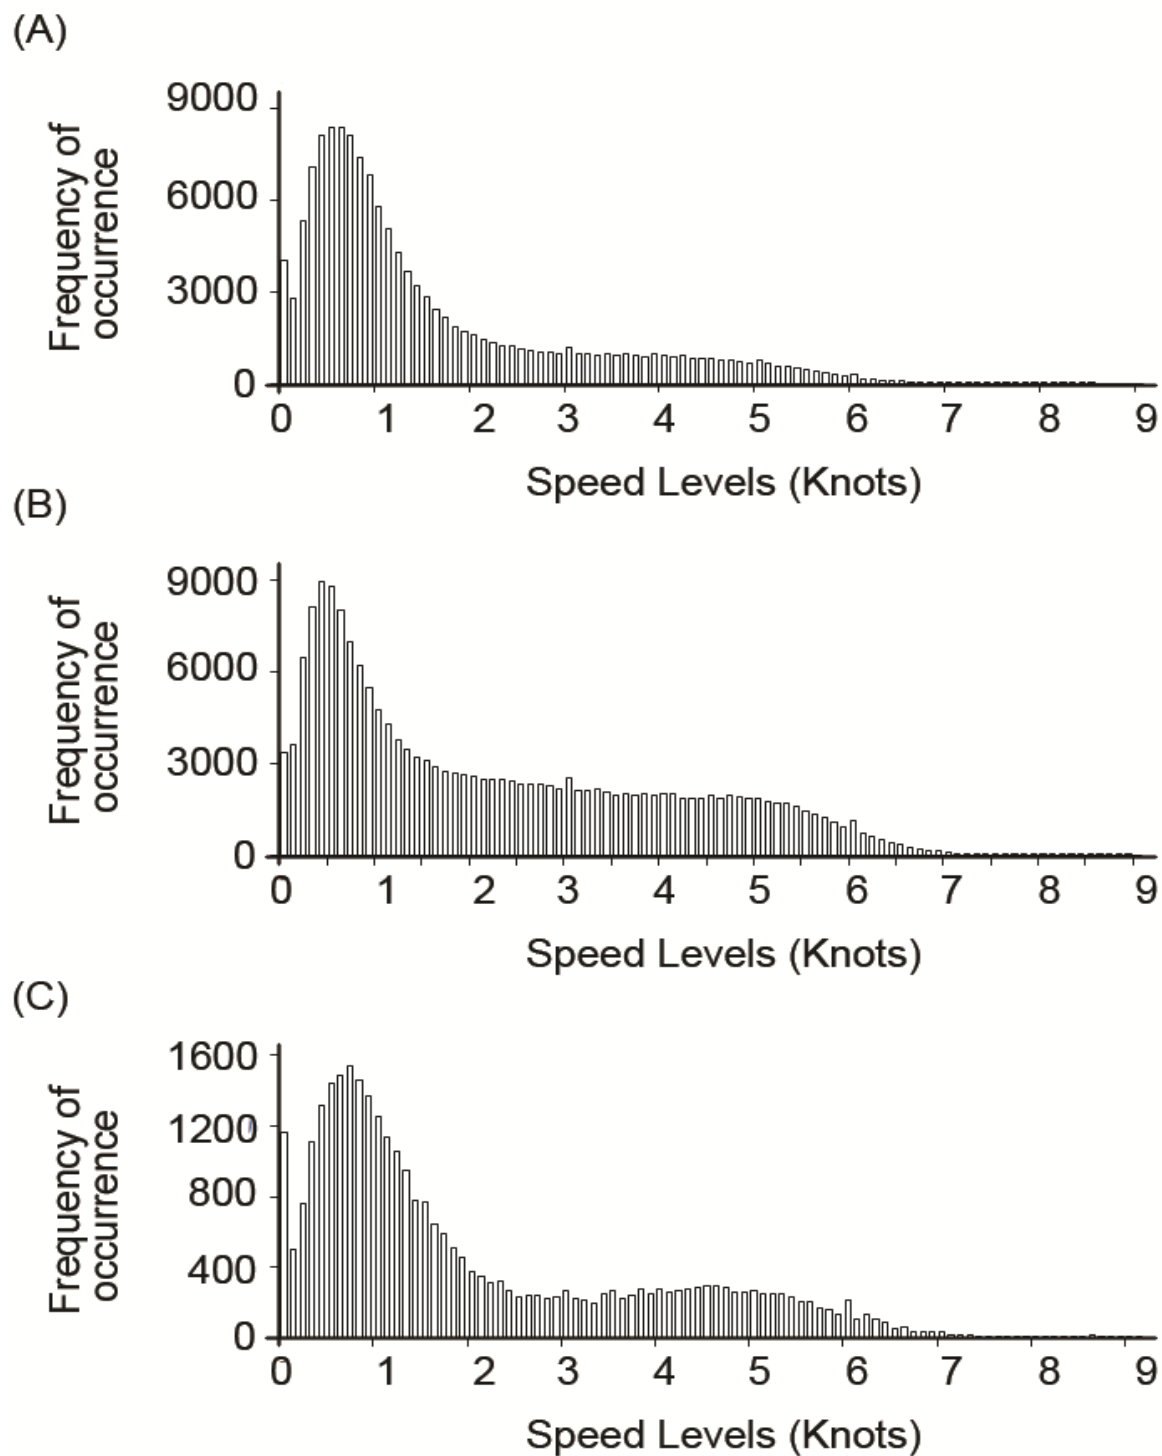 (A)
Frequency of
occurrence
9000
6000
3000
0
0 1 2 3 4 5 6 7 8 9
Speed Levels (Knots)
(B)
Frequency of
occurrence
9000
6000
3000
0
0 1 2 3 4 5 6 7 8 9
Speed Levels (Knots)
(C)
Frequency of
occurrence
1600
1200
800
400
0
0 1 2 3 4 5 6 7 8 9
Speed Levels (Knots)